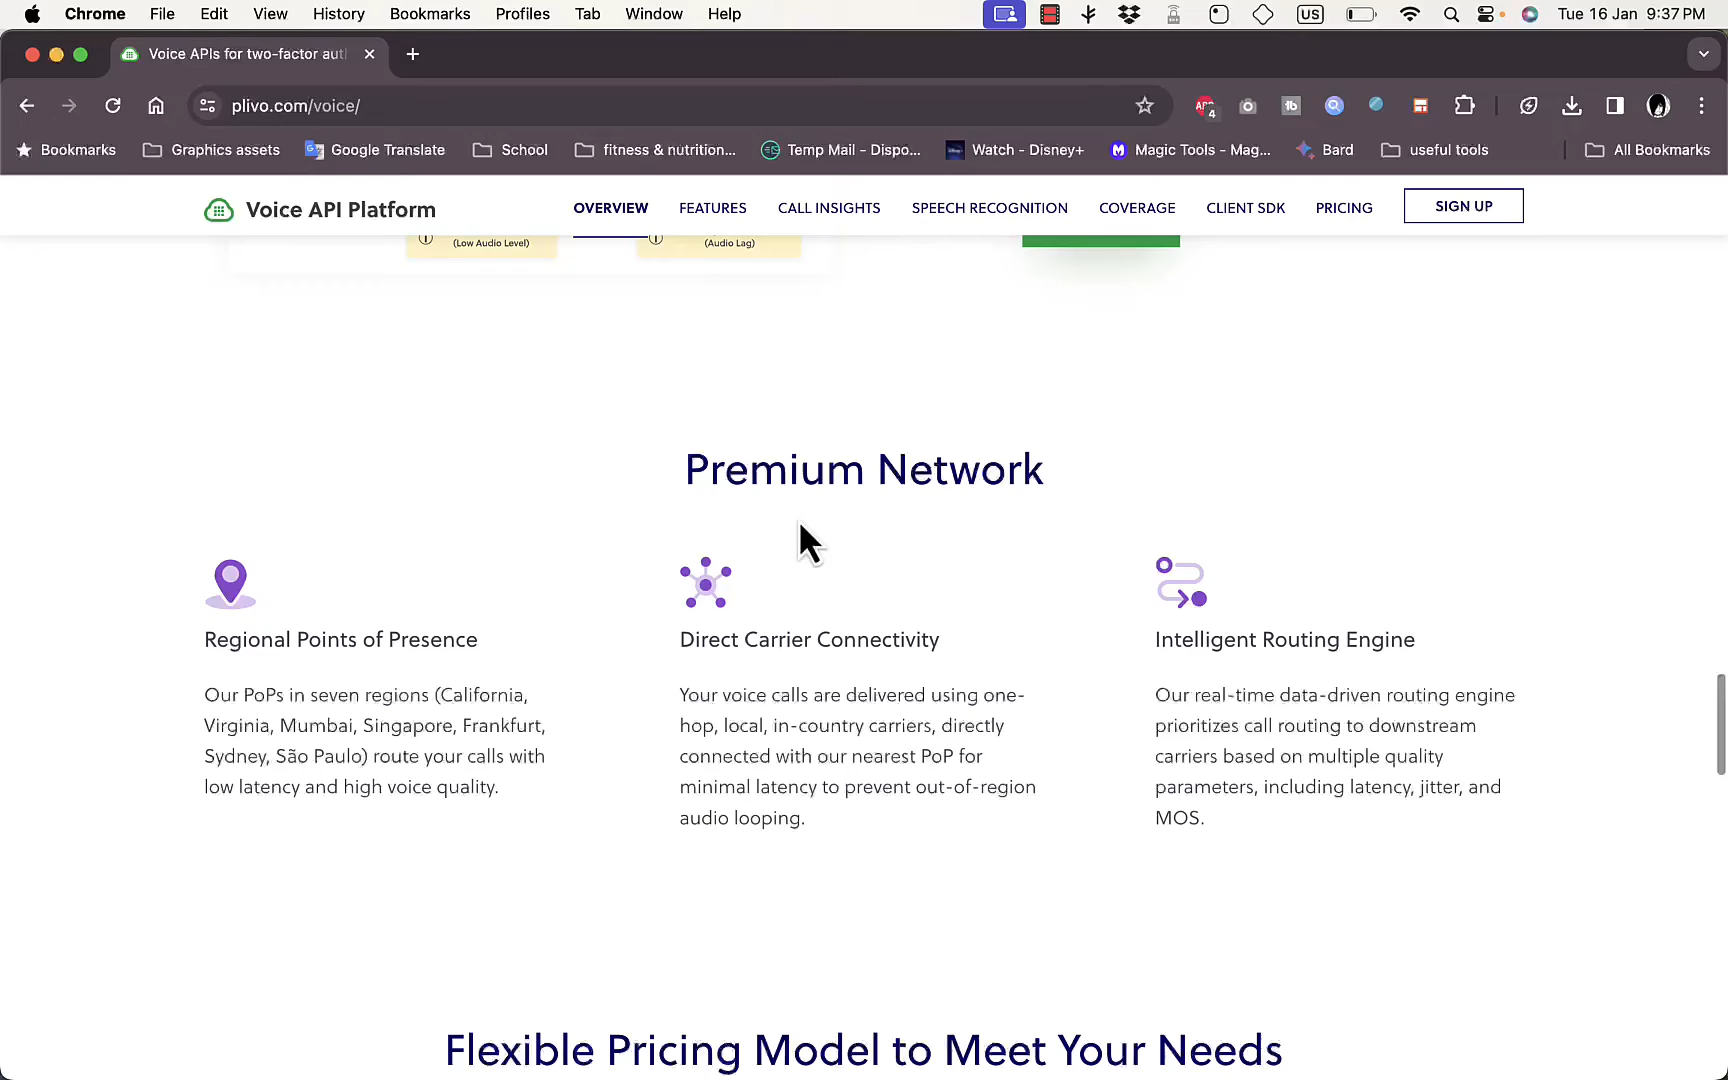 Chrome File Edit View History Bookmarks Profiles Tab Window Help US Tue 16 Jan 9:37 PM
Voice APIs for two-factor aut
plivo.com/voice/
ABP 4 tb
Bookmarks Graphics assets Google Translate School fitness & nutrition... Temp Mail - Dispo... Watch - Disney+ Magic Tools - Mag... Bard useful tools All Bookmarks
Voice API Platform OVERVIEW FEATURES CALL INSIGHTS SPEECH RECOGNITION COVERAGE CLIENT SDK PRICING SIGN UP
(Low Audio Level) (Audio Lag)
Premium Network
Regional Points of Presence
Our PoPs in seven regions (California,
Virginia, Mumbai, Singapore, Frankfurt,
Sydney, São Paulo) route your calls with
low latency and high voice quality.
Direct Carrier Connectivity
Your voice calls are delivered using one-
hop, local, in-country carriers, directly
connected with our nearest PoP for
minimal latency to prevent out-of-region
audio looping.
Intelligent Routing Engine
Our real-time data-driven routing engine
prioritizes call routing to downstream
carriers based on multiple quality
parameters, including latency, jitter, and
MOS.
Flexible Pricing Model to Meet Your Needs